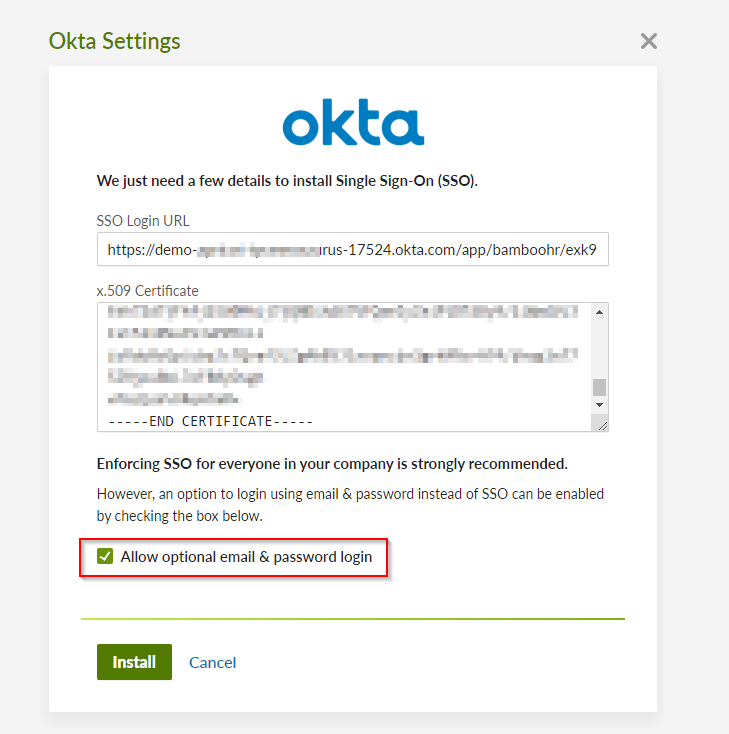 Okta Settings
okta
We just need a few details to install Single Sign-On (SSO).
SSO Login URL
https://demo- rus-17524.okta.com/app/bamboohr/exk9
x.509 Certificate
-----END CERTIFICATE-----
Enforcing SSO for everyone in your company is strongly recommended.
However, an option to login using email & password instead of SSO can be enabled
by checking the box below.
Allow optional email & password login
Install Cancel